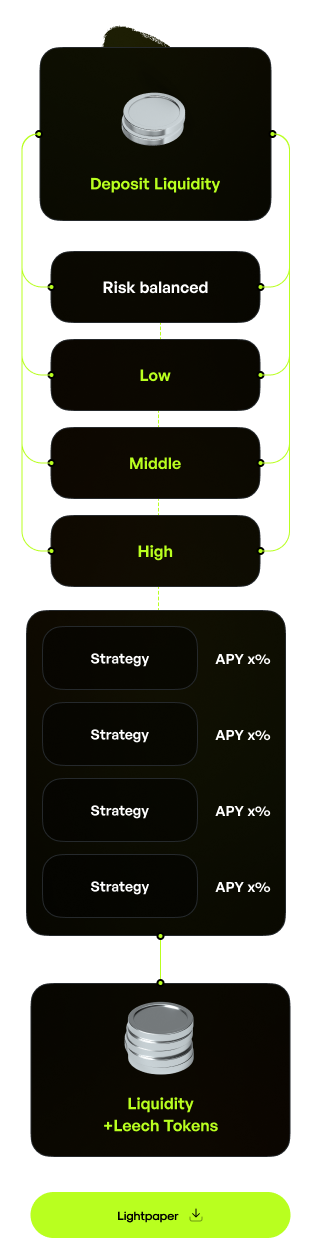 Deposit Liquidity
Risk balanced
Low
Middle
High
Strategy APY x%
Strategy APY x%
Strategy APY x%
Strategy APY x%
Liquidity
+Leech Tokens
Lightpaper